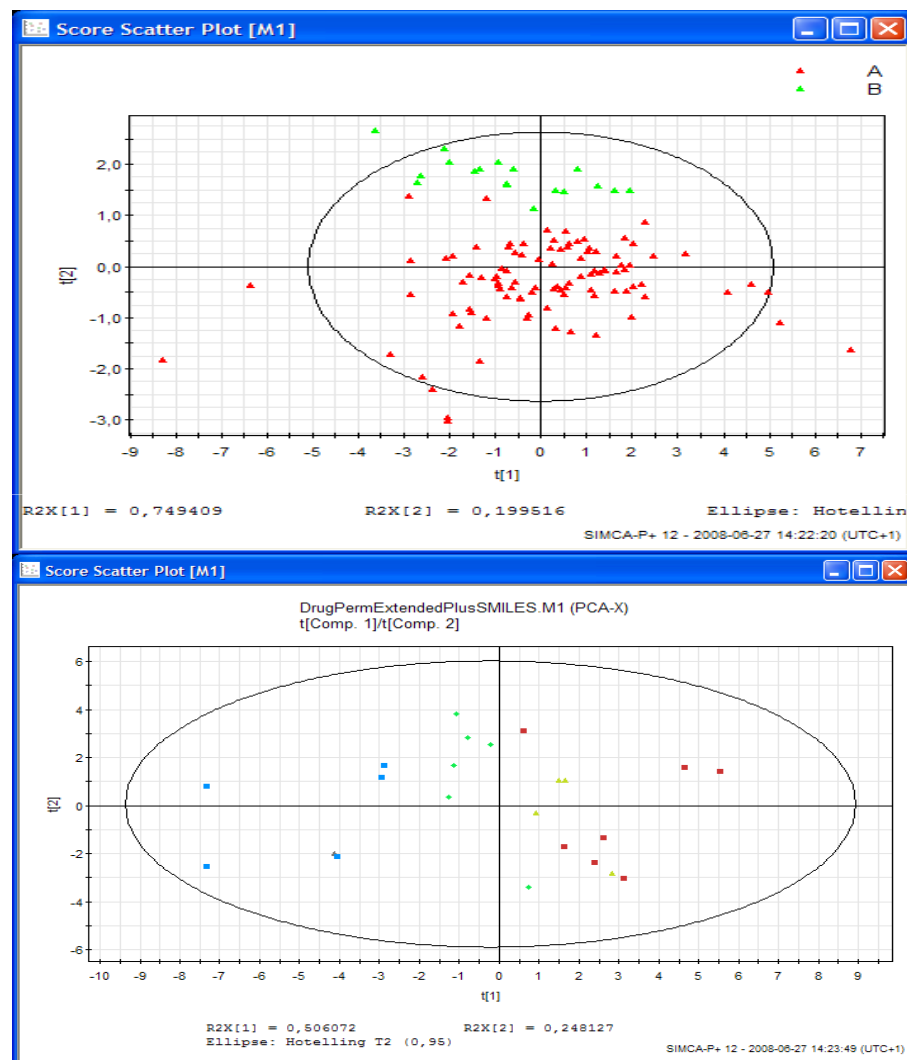 Score Scatter Plot [M1]
A
B
2,0
1,0
t[2]
0,0
-1,0
-2,0
-3,0
-9 -8 -7 -6 -5 -4 -3 -2 -1 0 1 2 3 4 5 6 7
t[1]
R2X[1] = 0,749409 R2X[2] = 0,199516 Ellipse: Hotellin
SIMCA-P+ 12 - 2008-06-27 14:22:20 (UTC+1)
Score Scatter Plot [M1]
DrugPermExtendedPlusSMILES.M1 (PCA-X)
t[Comp. 1]/t[Comp. 2]
6
4
2
t[2]
0
-2
-4
-6
-10 -9 -8 -7 -6 -5 -4 -3 -2 -1 0 1 2 3 4 5 6 7 8 9
t[1]
R2X[1] = 0,506072 R2X[2] = 0,248127
Ellipse: Hotelling T2 (0,95)
SIMCA-P+ 12 - 2008-06-27 14:23:49 (UTC+1)